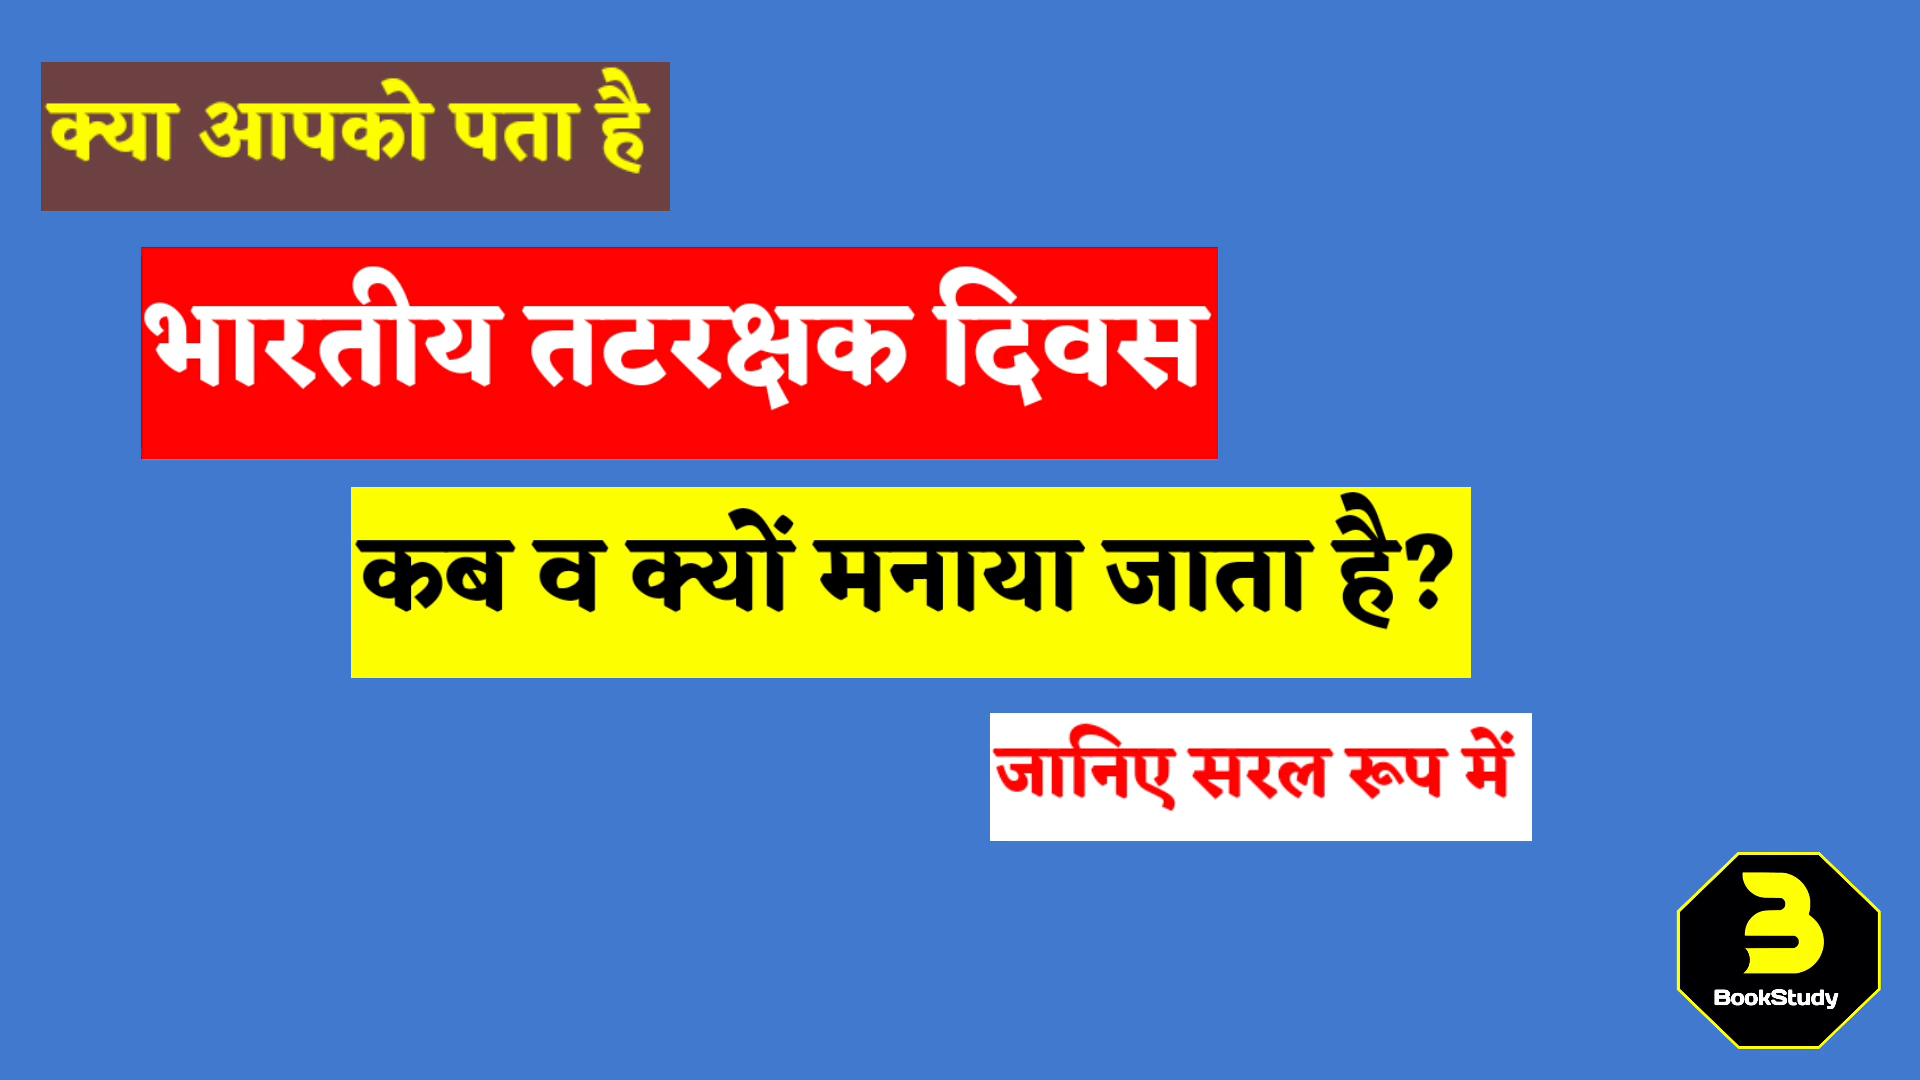 क्या आपको पता है
भारतीय तटरक्षक दिवस
कब व क्यों मनाया जाता है?
जानिए सरल रूप में
BookStudy